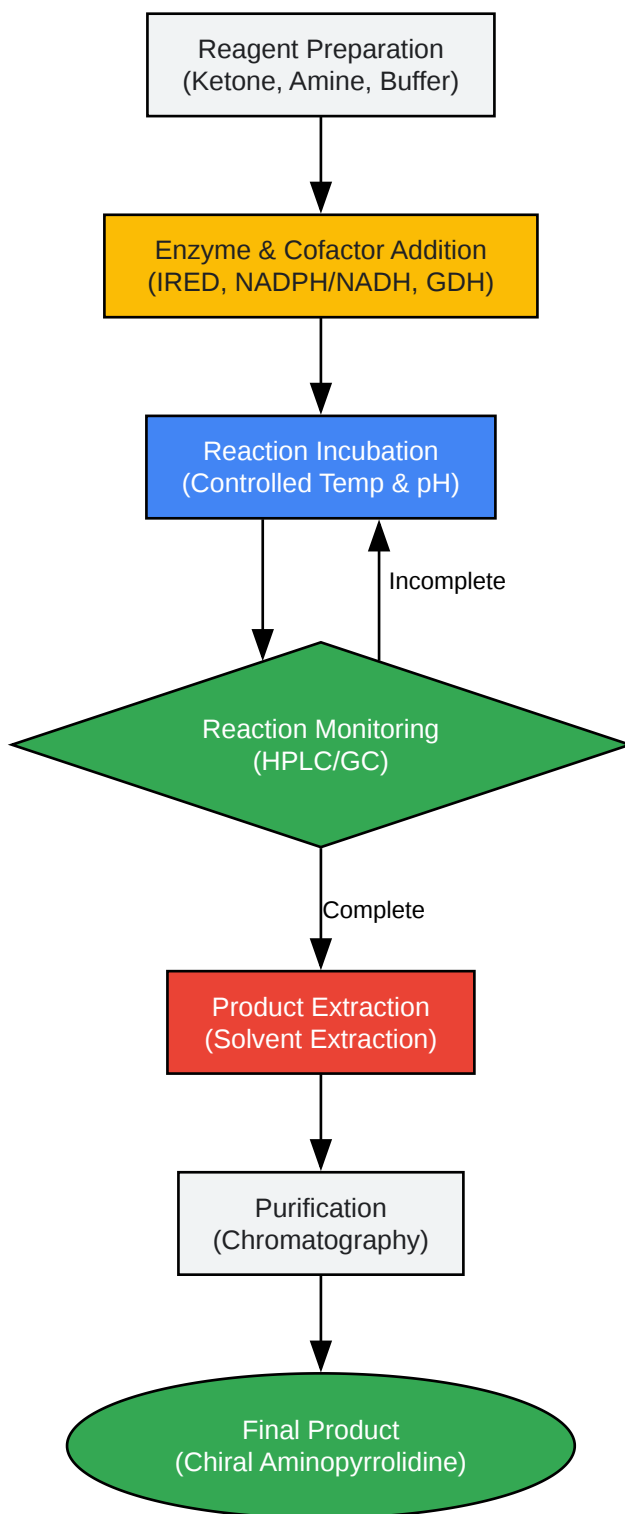 Reagent Preparation
(Ketone, Amine, Buffer)
Enzyme & Cofactor Addition
(IRED, NADPH/NADH, GDH)
Reaction Incubation
(Controlled Temp & pH)
Incomplete
Reaction Monitoring
(HPLC/GC)
Complete
Product Extraction
(Solvent Extraction)
Purification
(Chromatography)
Final Product
(Chiral Aminopyrrolidine)